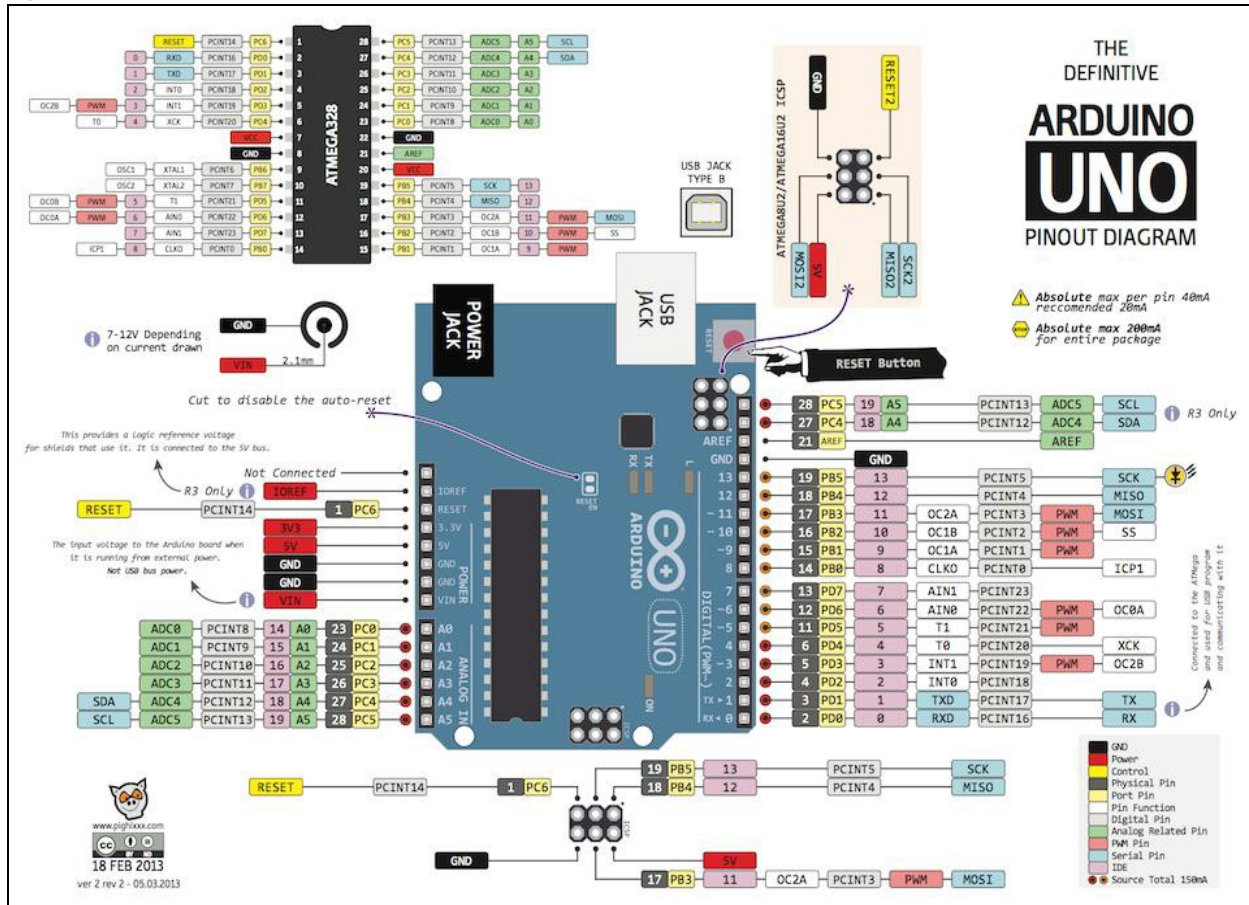 THE
DEFINITIVE
ARDUINO
UNO
PINOUT DIAGRAM
ATMEGA328
RESET PCINT14 PC6 1
0 RXD PCINT16 PD0 2
1 TXD PCINT17 PD1 3
2 INT0 PCINT18 PD2 4
OC2B PWM 3 INT1 PCINT19 PD3 5
T0 4 XCK PCINT20 PD4 6
VCC 7
GND 8
OSC1 XTAL1 PCINT6 PB6 9
OSC2 XTAL2 PCINT7 PB7 10
OC0B PWM 5 T1 PCINT21 PD5 11
OC0A PWM 6 AIN0 PCINT22 PD6 12
7 AIN1 PCINT23 PD7 13
ICP1 8 CLKO PCINT0 PB0 14
28 PC5 PCINT13 ADC5 A5 SCL
27 PC4 PCINT12 ADC4 A4 SDA
26 PC3 PCINT11 ADC3 A3
25 PC2 PCINT10 ADC2 A2
24 PC1 PCINT9 ADC1 A1
23 PC0 PCINT8 ADC0 A0
22 GND
21 AREF
20 VCC
19 PB5 PCINT5 SCK 13
18 PB4 PCINT4 MISO 12
17 PB3 PCINT3 OC2A 11 PWM MOSI
16 PB2 PCINT2 OC1B 10 PWM SS
15 PB1 PCINT1 OC1A 9 PWM
USB JACK
TYPE B
ATMEGA8U2/ATMEGA16U2 ICSP
GND
RESET2
MOSI2
5V
MISO2
SCK2
Absolute max per pin 40mA
reccomended 20mA
Absolute max 200mA
for entire package
7-12V Depending
on current drawn
GND
VIN
2.1mm
POWER
JACK
USB
JACK
RESET
RESET Button
Cut to disable the auto-reset
This provides a logic reference voltage
for shields that use it. It is connected to the 5V bus.
Not Connected
R3 Only
IOREF
RESET PCINT14 1 PC6
3V3
5V
GND
GND
VIN
The input voltage to the Arduino board when
it is running from external power.
Not USB bus power.
ADC0 PCINT8 14 A0 23 PC0
ADC1 PCINT9 15 A1 24 PC1
ADC2 PCINT10 16 A2 25 PC2
ADC3 PCINT11 17 A3 26 PC3
SDA ADC4 PCINT12 18 A4 27 PC4
SCL ADC5 PCINT13 19 A5 28 PC5
IOREF
RESET
3.3V
5V
GND
GND
VIN
POWER
A0
A1
A2
A3
A4
A5
ANALOG IN
RX
TX
L
RESET
EN
ARDUINO
UNO
ON
ICSP
AREF
GND
13
12
~11
~10
~9
8
7
~6
~5
4
~3
2
TX ▸ 1
RX ◂ 0
DIGITAL (PWM~)
28 PC5 19 A5 PCINT13 ADC5 SCL
27 PC4 18 A4 PCINT12 ADC4 SDA
R3 Only
21 AREF AREF
GND
19 PB5 13 PCINT5 SCK
18 PB4 12 PCINT4 MISO
17 PB3 11 OC2A PCINT3 PWM MOSI
16 PB2 10 OC1B PCINT2 PWM SS
15 PB1 9 OC1A PCINT1 PWM
14 PB0 8 CLKO PCINT0 ICP1
13 PD7 7 AIN1 PCINT23
12 PD6 6 AIN0 PCINT22 PWM OC0A
11 PD5 5 T1 PCINT21 PWM
6 PD4 4 T0 PCINT20 XCK
5 PD3 3 INT1 PCINT19 PWM OC2B
4 PD2 2 INT0 PCINT18
3 PD1 1 TXD PCINT17 TX
2 PD0 0 RXD PCINT16 RX
Connected to the ATMega
and used for USB program
and communicating with it
19 PB5 13 PCINT5 SCK
18 PB4 12 PCINT4 MISO
RESET PCINT14 1 PC6
ICSP
GND
5V
17 PB3 11 OC2A PCINT3 PWM MOSI
GND
Power
Control
Physical Pin
Port Pin
Pin Function
Digital Pin
Analog Related Pin
PWM Pin
Serial Pin
IDE
Source Total 150mA
www.pighixxx.com
cc
BY ND
18 FEB 2013
ver 2 rev 2 - 05.03.2013